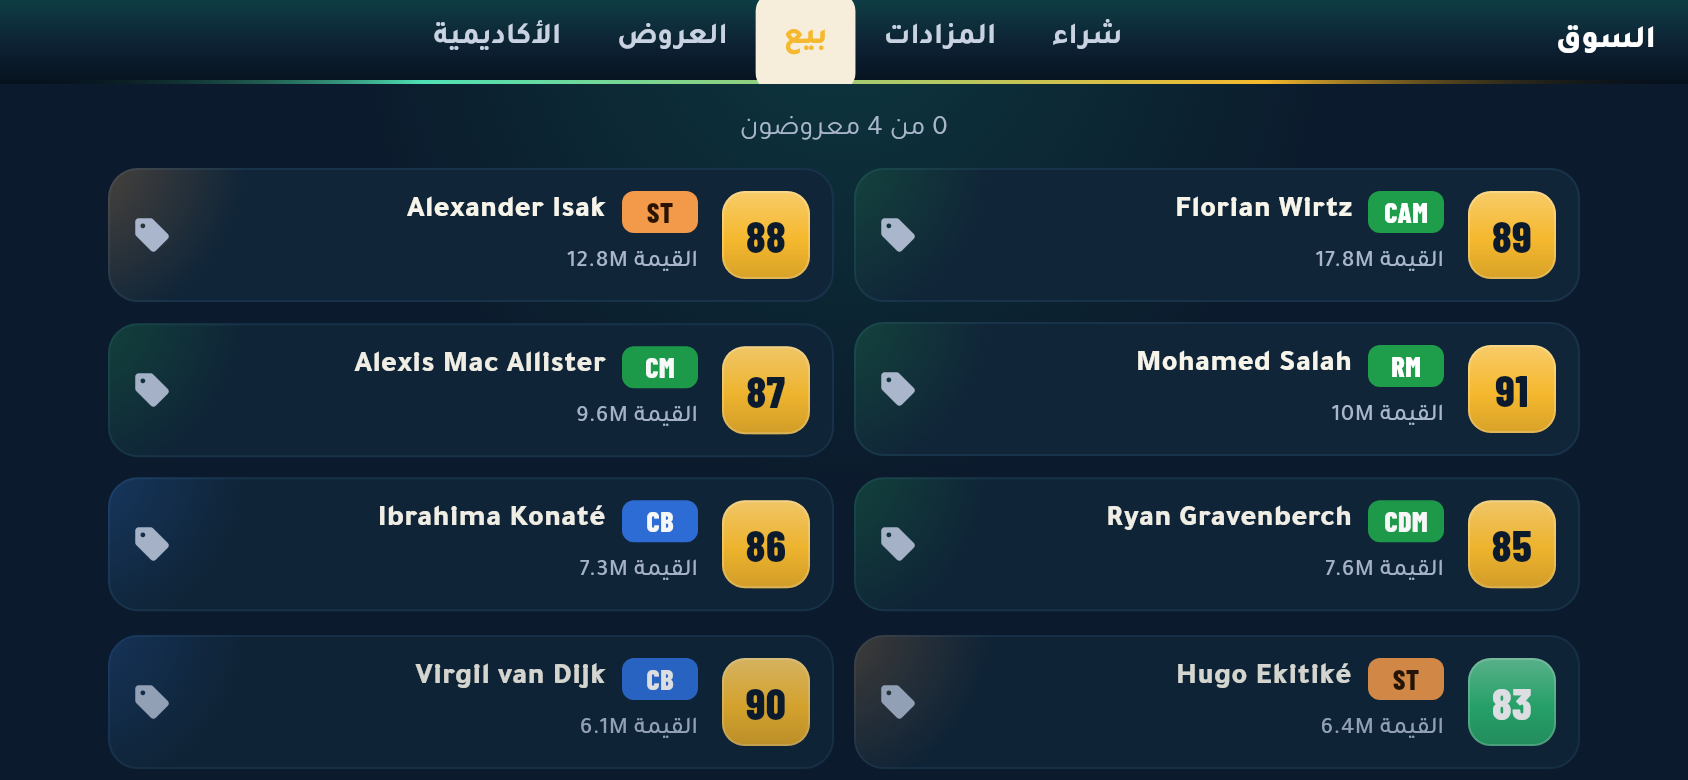 السوق
شراء
المزادات
بيع
العروض
الأكاديمية
0 من 4 معروضون
89
CAM
Florian Wirtz
القيمة 17.8M
88
ST
Alexander Isak
القيمة 12.8M
91
RM
Mohamed Salah
القيمة 10M
87
CM
Alexis Mac Allister
القيمة 9.6M
85
CDM
Ryan Gravenberch
القيمة 7.6M
86
CB
Ibrahima Konaté
القيمة 7.3M
83
ST
Hugo Ekitiké
القيمة 6.4M
90
CB
Virgil van Dijk
القيمة 6.1M